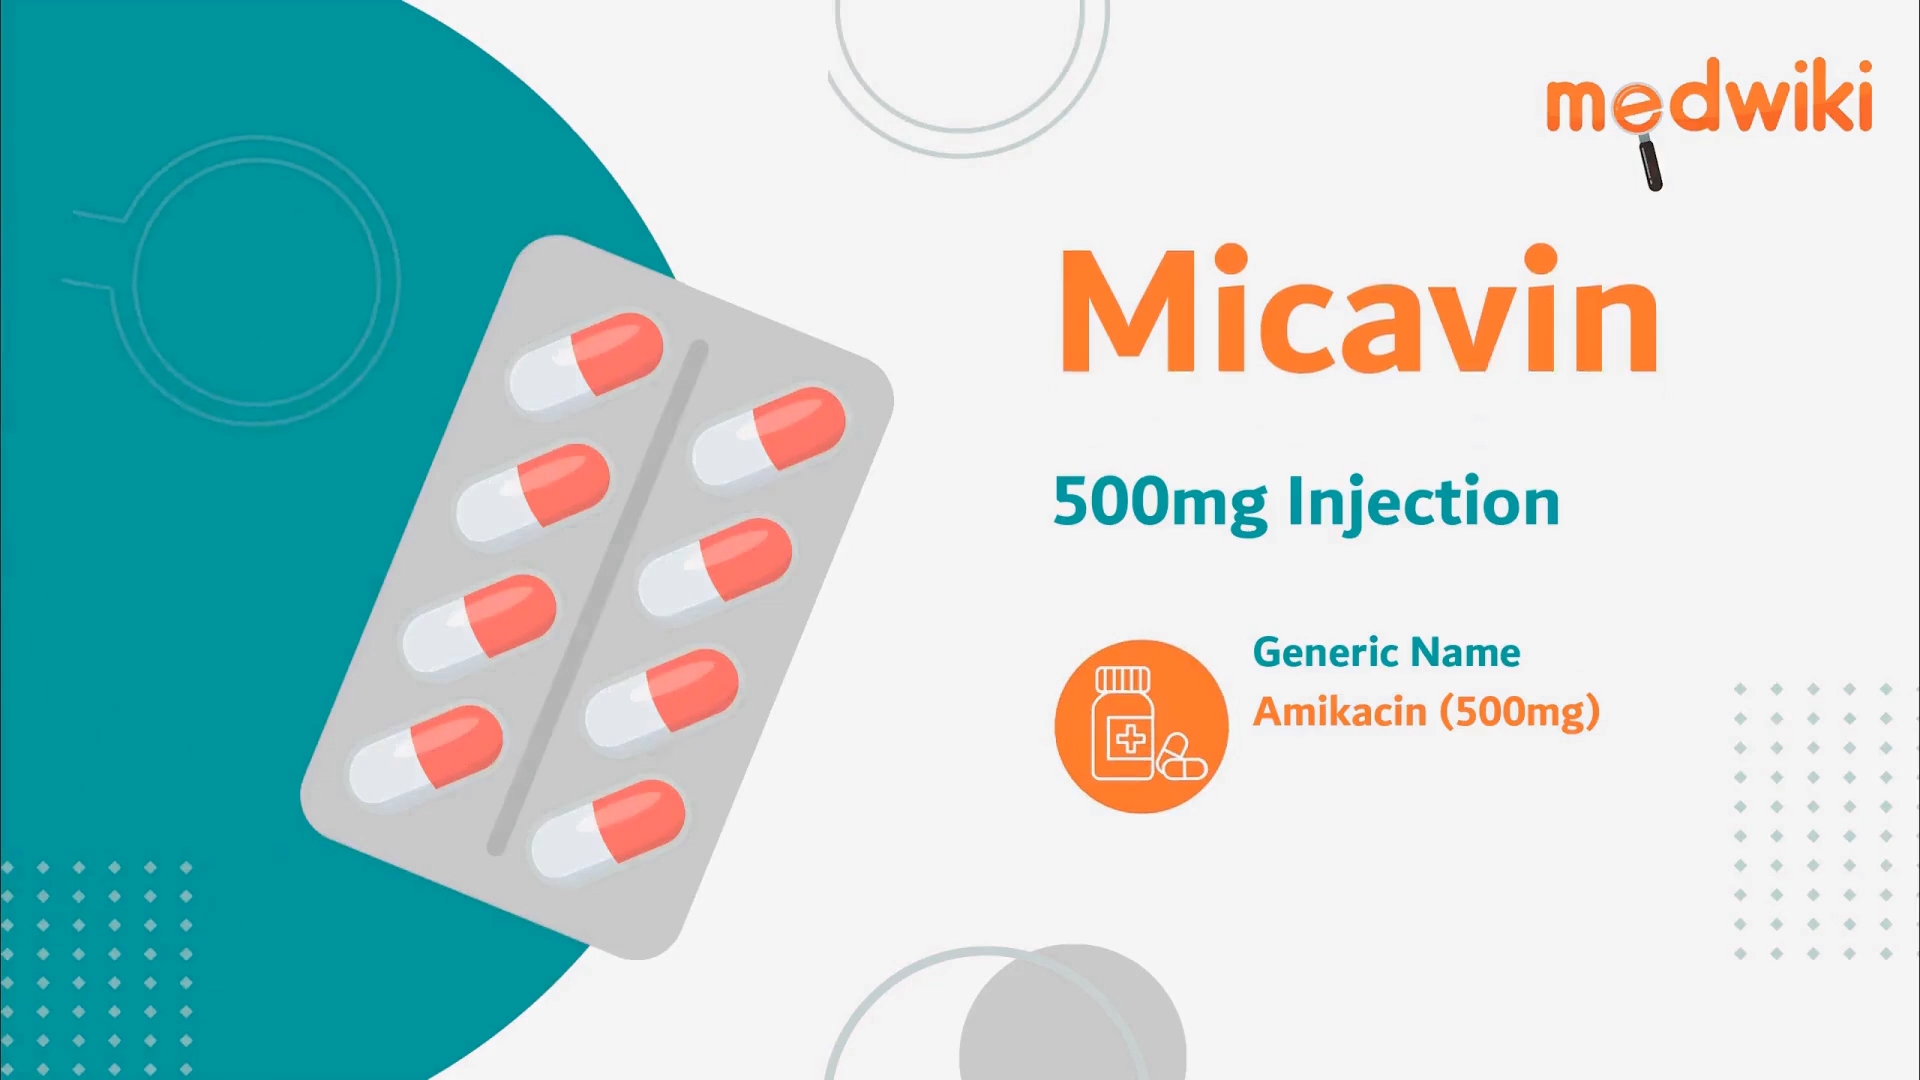 medwiki
Micavin
500mg Injection
Generic Name
Amikacin (500mg)